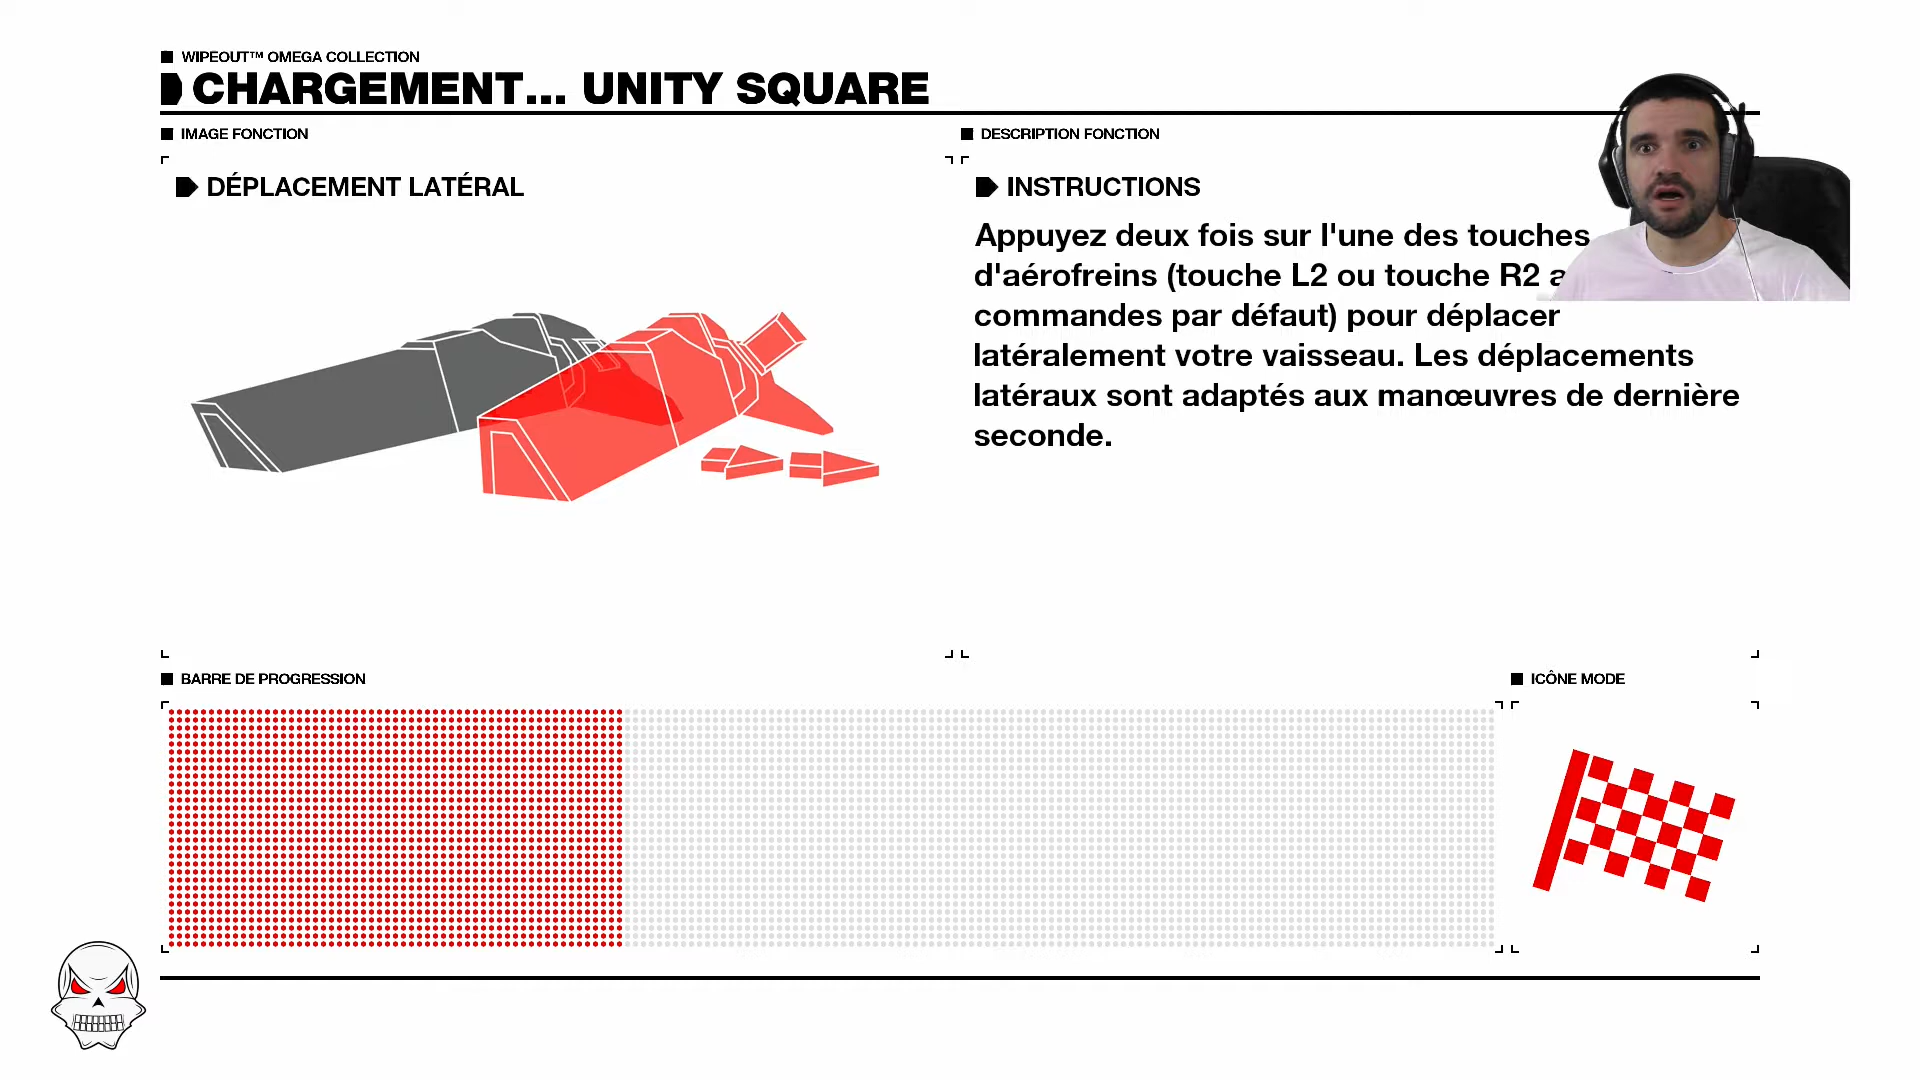 WIPEOUT™ OMEGA COLLECTION
CHARGEMENT... UNITY SQUARE
IMAGE FONCTION
DÉPLACEMENT LATÉRAL
DESCRIPTION FONCTION
INSTRUCTIONS
Appuyez deux fois sur l'une des touches
d'aérofreins (touche L2 ou touche R2
commandes par défaut) pour déplacer
latéralement votre vaisseau. Les déplacements
latéraux sont adaptés aux manœuvres de dernière
seconde.
BARRE DE PROGRESSION
ICÔNE MODE